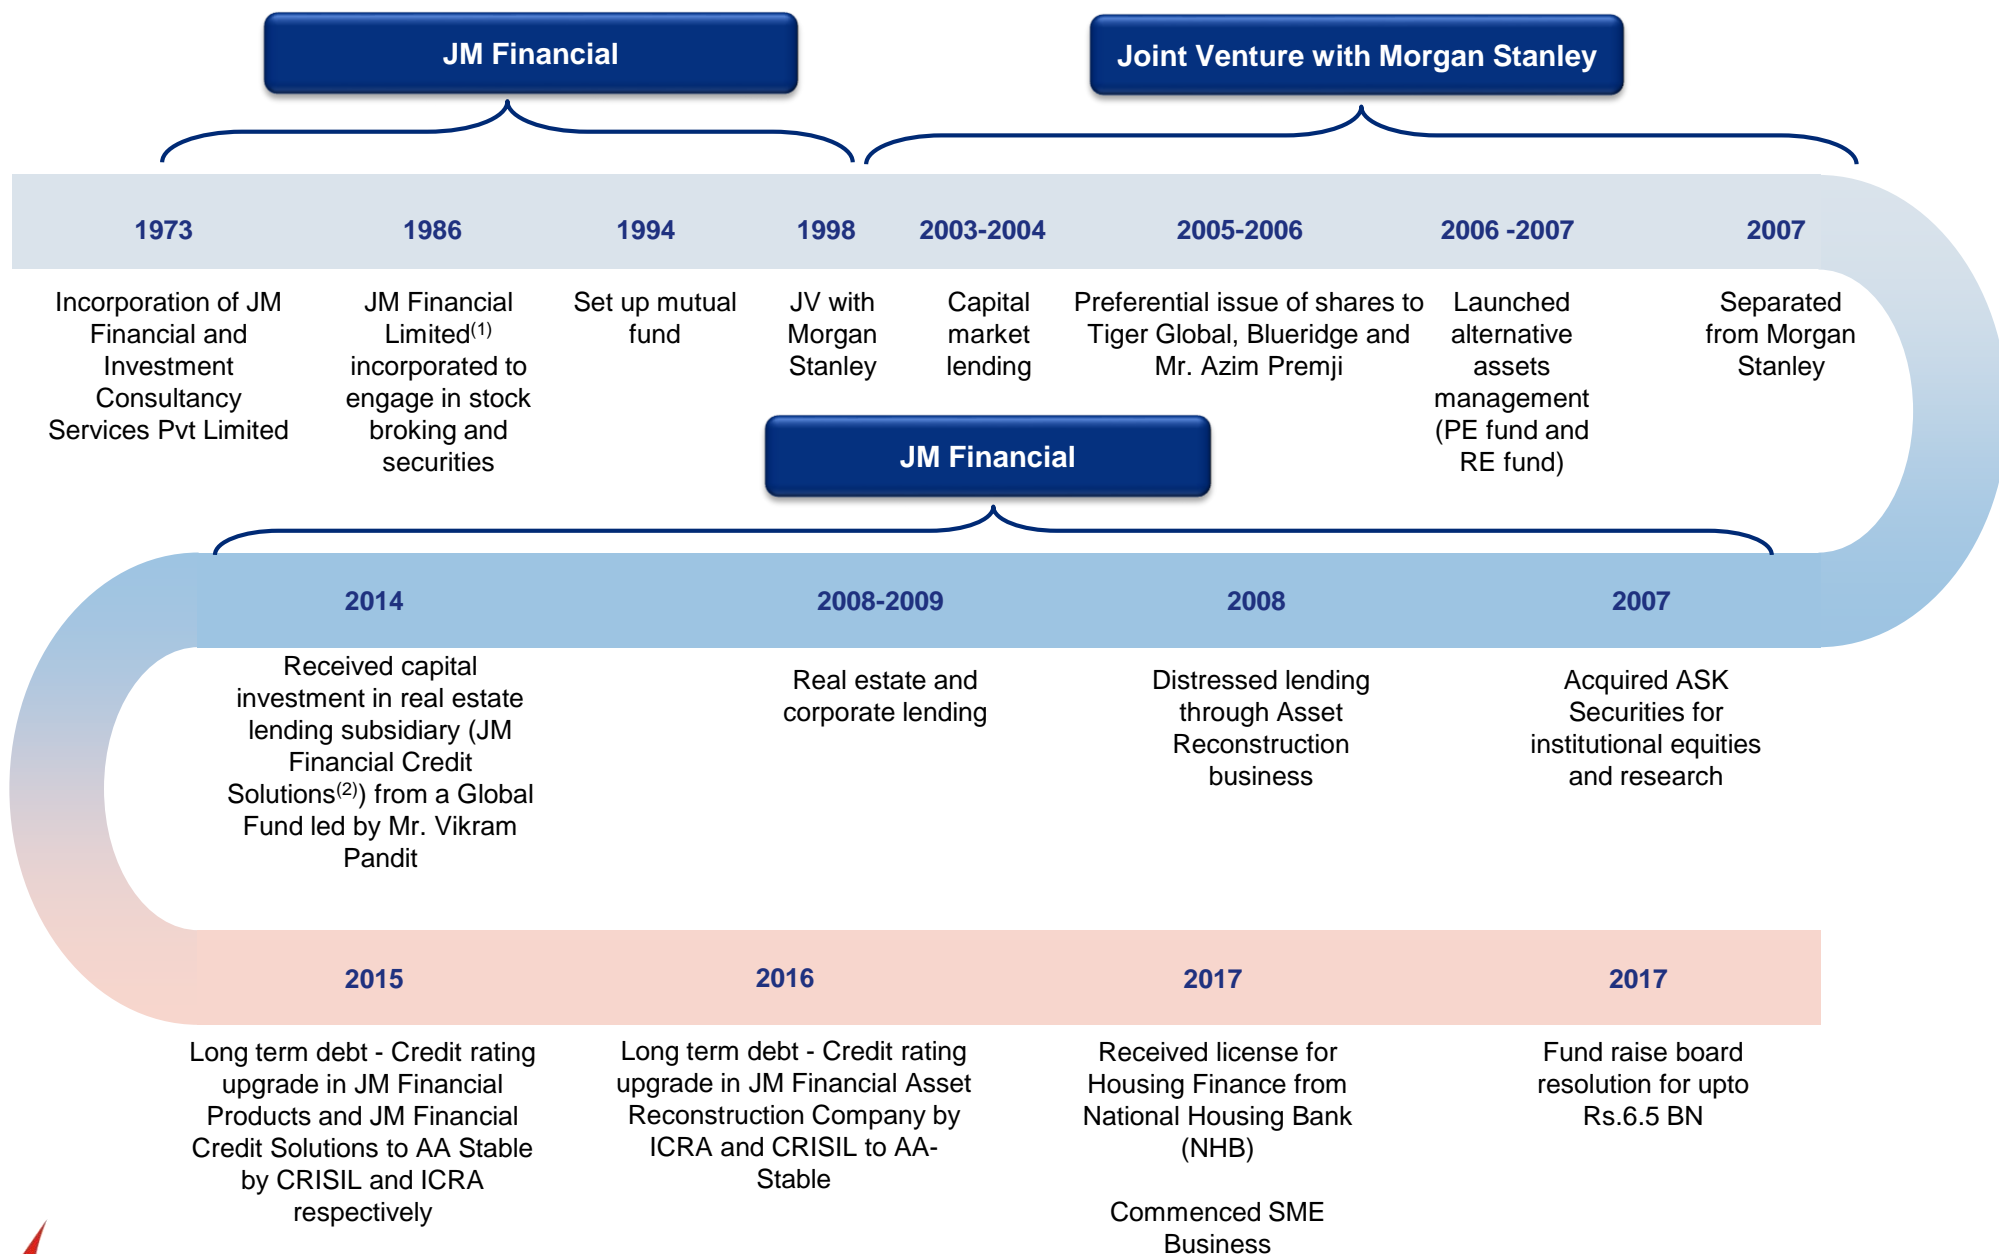 JM Financial
Joint Venture with Morgan Stanley
1973
1986
1994
1998
2003-2004
2005-2006
2006 -2007
2007
Incorporation of JM
Financial and
Investment
Consultancy
Services Pvt Limited
JM Financial
Limited(1)
incorporated to
engage in stock
broking and
securities
Set up mutual
fund
JV with
Morgan
Stanley
Capital
market
lending
Preferential issue of shares to
Tiger Global, Blueridge and
Mr. Azim Premji
Launched
alternative
assets
management
(PE fund and
RE fund)
Separated
from Morgan
Stanley
JM Financial
2014
2008-2009
2008
2007
Received capital
investment in real estate
lending subsidiary (JM
Financial Credit
Solutions(2)) from a Global
Fund led by Mr. Vikram
Pandit
Real estate and
corporate lending
Distressed lending
through Asset
Reconstruction
business
Acquired ASK
Securities for
institutional equities
and research
2015
2016
2017
2017
Long term debt - Credit rating
upgrade in JM Financial
Products and JM Financial
Credit Solutions to AA Stable
by CRISIL and ICRA
respectively
Long term debt - Credit rating
upgrade in JM Financial Asset
Reconstruction Company by
ICRA and CRISIL to AA-
Stable
Received license for
Housing Finance from
National Housing Bank
(NHB)
Commenced SME
Business
Fund raise board
resolution for upto
Rs.6.5 BN